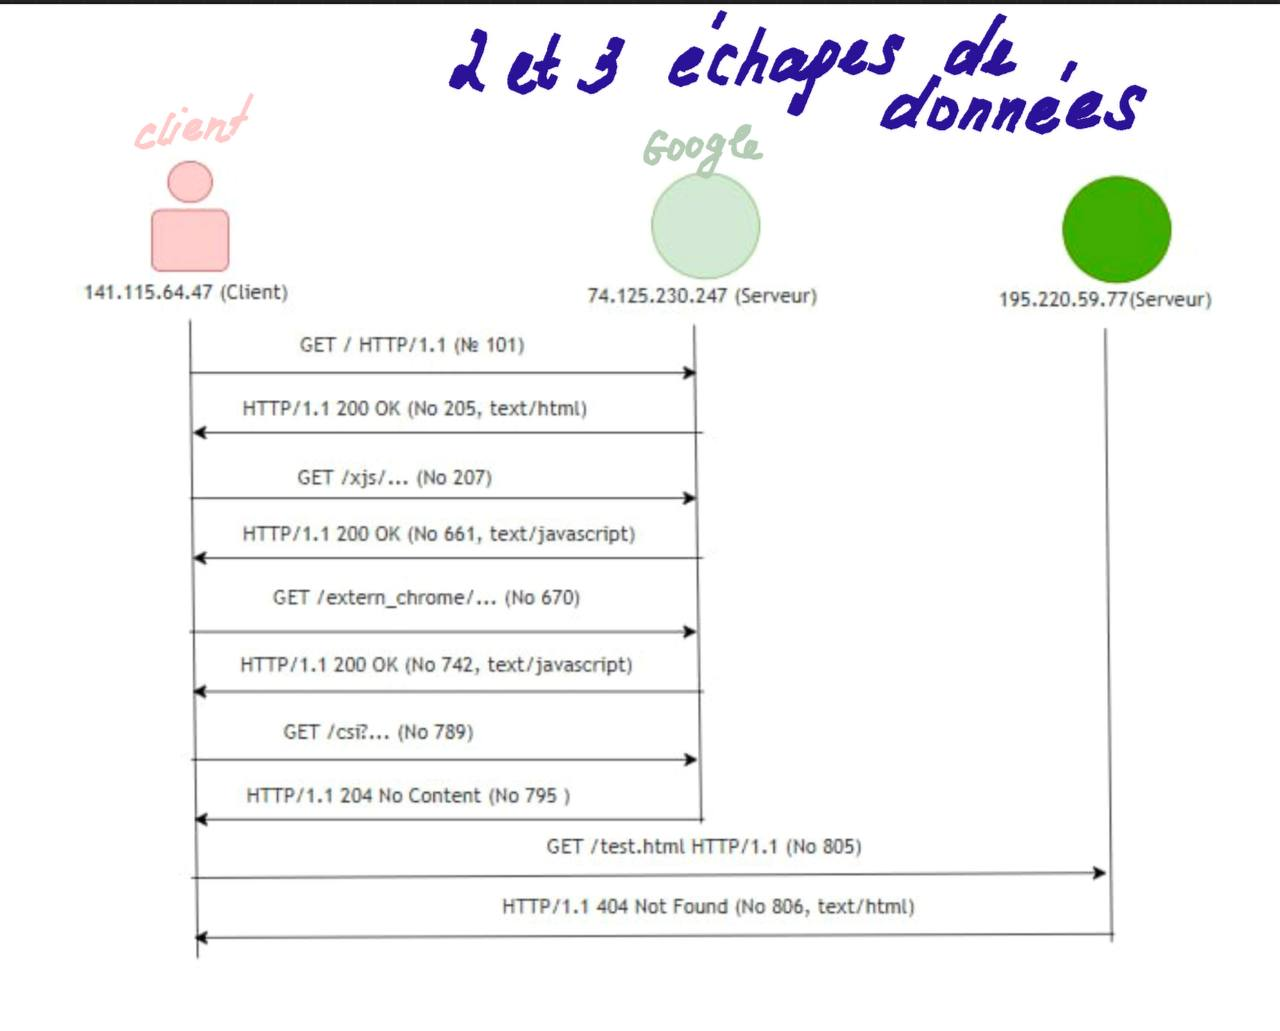 2 et 3 échapes de
données
client
Google
141.115.64.47 (Client)
74.125.230.247 (Serveur)
195.220.59.77(Serveur)
GET / HTTP/1.1 (№ 101)
HTTP/1.1 200 OK (No 205, text/html)
GET /xjs/... (No 207)
HTTP/1.1 200 OK (No 661, text/javascript)
GET /extern_chrome/... (No 670)
HTTP/1.1 200 OK (No 742, text/javascript)
GET /csi?... (No 789)
HTTP/1.1 204 No Content (No 795 )
GET /test.html HTTP/1.1 (No 805)
HTTP/1.1 404 Not Found (No 806, text/html)